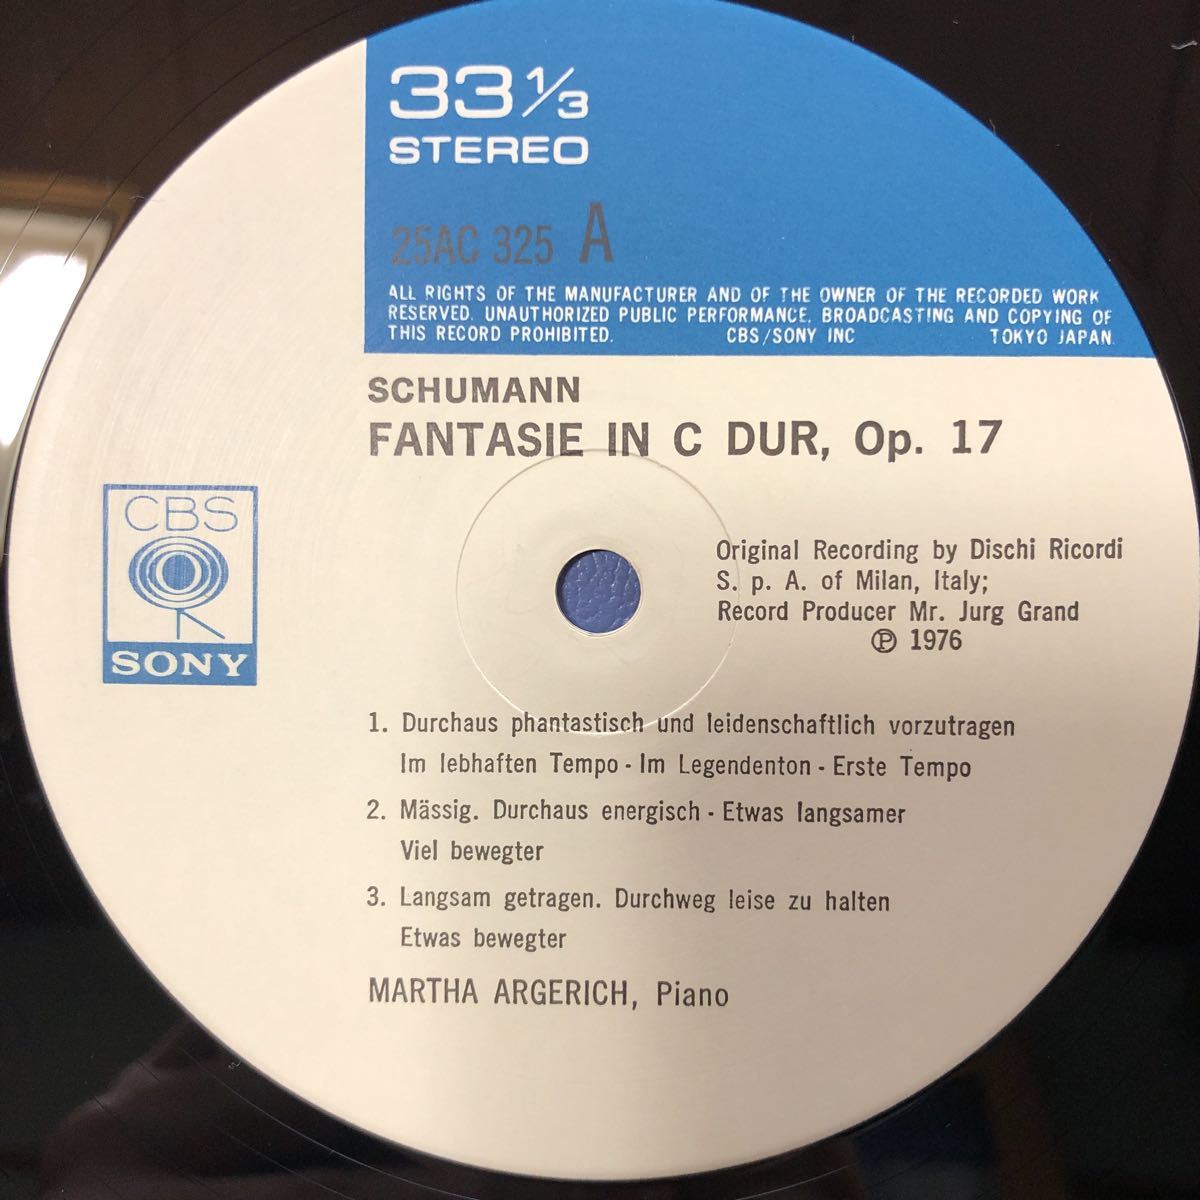 33 1/3
STEREO
25AC 325 A
ALL RIGHTS OF THE MANUFACTURER AND OF THE OWNER OF THE RECORDED WORK
RESERVED. UNAUTHORIZED PUBLIC PERFORMANCE. BROADCASTING AND COPYING OF
THIS RECORD PROHIBITED. CBS/SONY INC TOKYO JAPAN.
SCHUMANN
FANTASIE IN C DUR, Op. 17
CBS
SONY
Original Recording by Dischi Ricordi
S. p. A. of Milan, Italy;
Record Producer Mr. Jurg Grand
℗ 1976
1. Durchaus phantastisch und leidenschaftlich vorzutragen
Im lebhaften Tempo - Im Legendenton - Erste Tempo
2. Mässig. Durchaus energisch - Etwas langsamer
Viel bewegter
3. Langsam getragen. Durchweg leise zu halten
Etwas bewegter
MARTHA ARGERICH, Piano